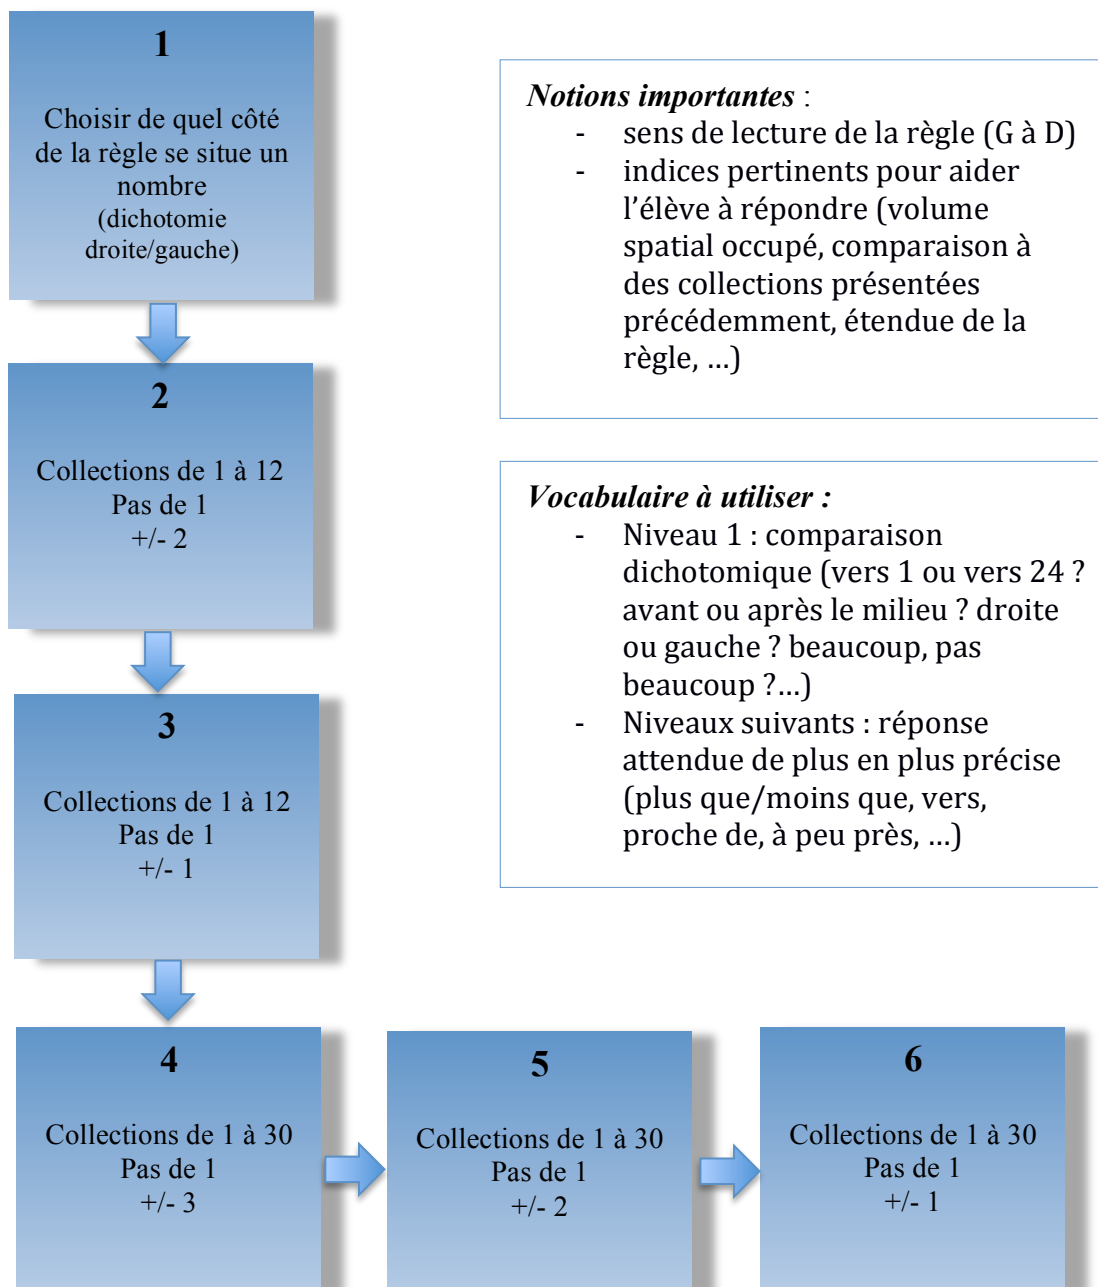 1
Choisir de quel côté
de la règle se situe un
nombre
(dichotomie
droite/gauche)
Notions importantes :
- sens de lecture de la règle (G à D)
- indices pertinents pour aider
l’élève à répondre (volume
spatial occupé, comparaison à
des collections présentées
précédemment, étendue de la
règle, …)
2
Collections de 1 à 12
Pas de 1
+/- 2
Vocabulaire à utiliser :
- Niveau 1 : comparaison
dichotomique (vers 1 ou vers 24 ?
avant ou après le milieu ? droite
ou gauche ? beaucoup, pas
beaucoup ?…)
- Niveaux suivants : réponse
attendue de plus en plus précise
(plus que/moins que, vers,
proche de, à peu près, …)
3
Collections de 1 à 12
Pas de 1
+/- 1
4
Collections de 1 à 30
Pas de 1
+/- 3
5
Collections de 1 à 30
Pas de 1
+/- 2
6
Collections de 1 à 30
Pas de 1
+/- 1